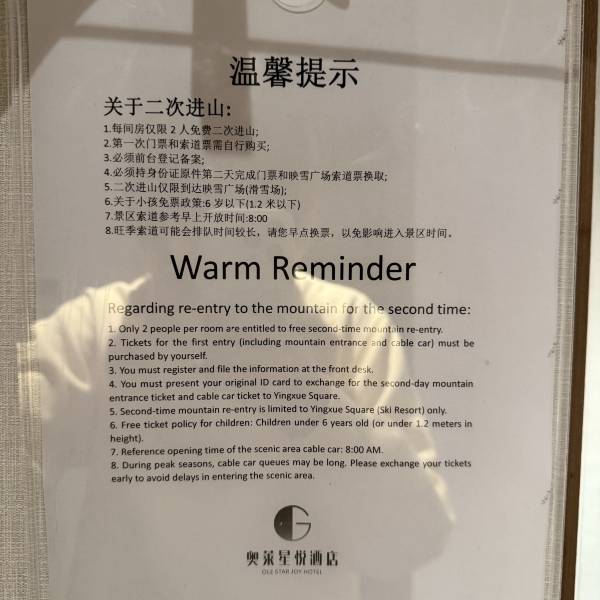 温馨提示
关于二次进山:
1.每间房仅限 2 人免费二次进山;
2.第一次门票和索道票需自行购买;
3.必须前台登记备案;
4.必须持身份证原件第二天完成门票和映雪广场索道票换取;
5.二次进山仅限到达映雪广场(滑雪场);
6.关于小孩免票政策:6 岁以下(1.2 米以下)
7.景区索道参考早上开放时间:8:00
8.旺季索道可能会排队时间较长，请您早点换票，以免影响进入景区时间。
Warm Reminder
Regarding re-entry to the mountain for the second time:
1. Only 2 people per room are entitled to free second-time mountain re-entry.
2. Tickets for the first entry (including mountain entrance and cable car) must be
purchased by yourself.
3. You must register and file the information at the front desk.
4. You must present your original ID card to exchange for the second-day mountain
entrance ticket and cable car ticket to Yingxue Square.
5. Second-time mountain re-entry is limited to Yingxue Square (Ski Resort) only.
6. Free ticket policy for children: Children under 6 years old (or under 1.2 meters in
height).
7. Reference opening time of the scenic area cable car: 8:00 AM.
8. During peak seasons, cable car queues may be long. Please exchange your tickets
early to avoid delays in entering the scenic area.
奥莱星悦酒店
OLE STAR JOY HOTEL